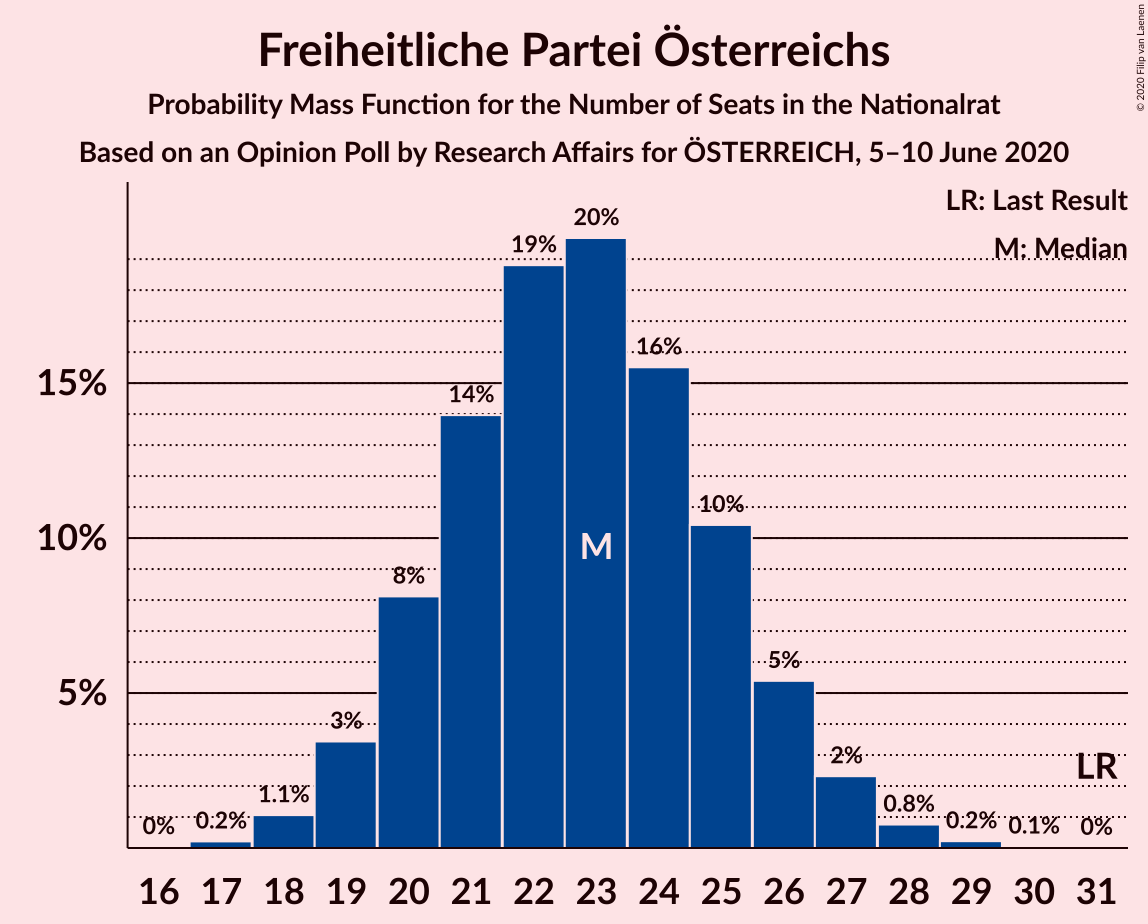 Freiheitliche Partei Österreichs
Probability Mass Function for the Number of Seats in the Nationalrat
Based on an Opinion Poll by Research Affairs for ÖSTERREICH, 5–10 June 2020
© 2020 Filip van Laenen
LR: Last Result
M: Median
20%
19%
16%
15%
14%
10%
10%
M
8%
5%
5%
3%
2%
LR
1.1%
0.8%
0% 0.2% 0.2% 0.1% 0%
16 17 18 19 20 21 22 23 24 25 26 27 28 29 30 31